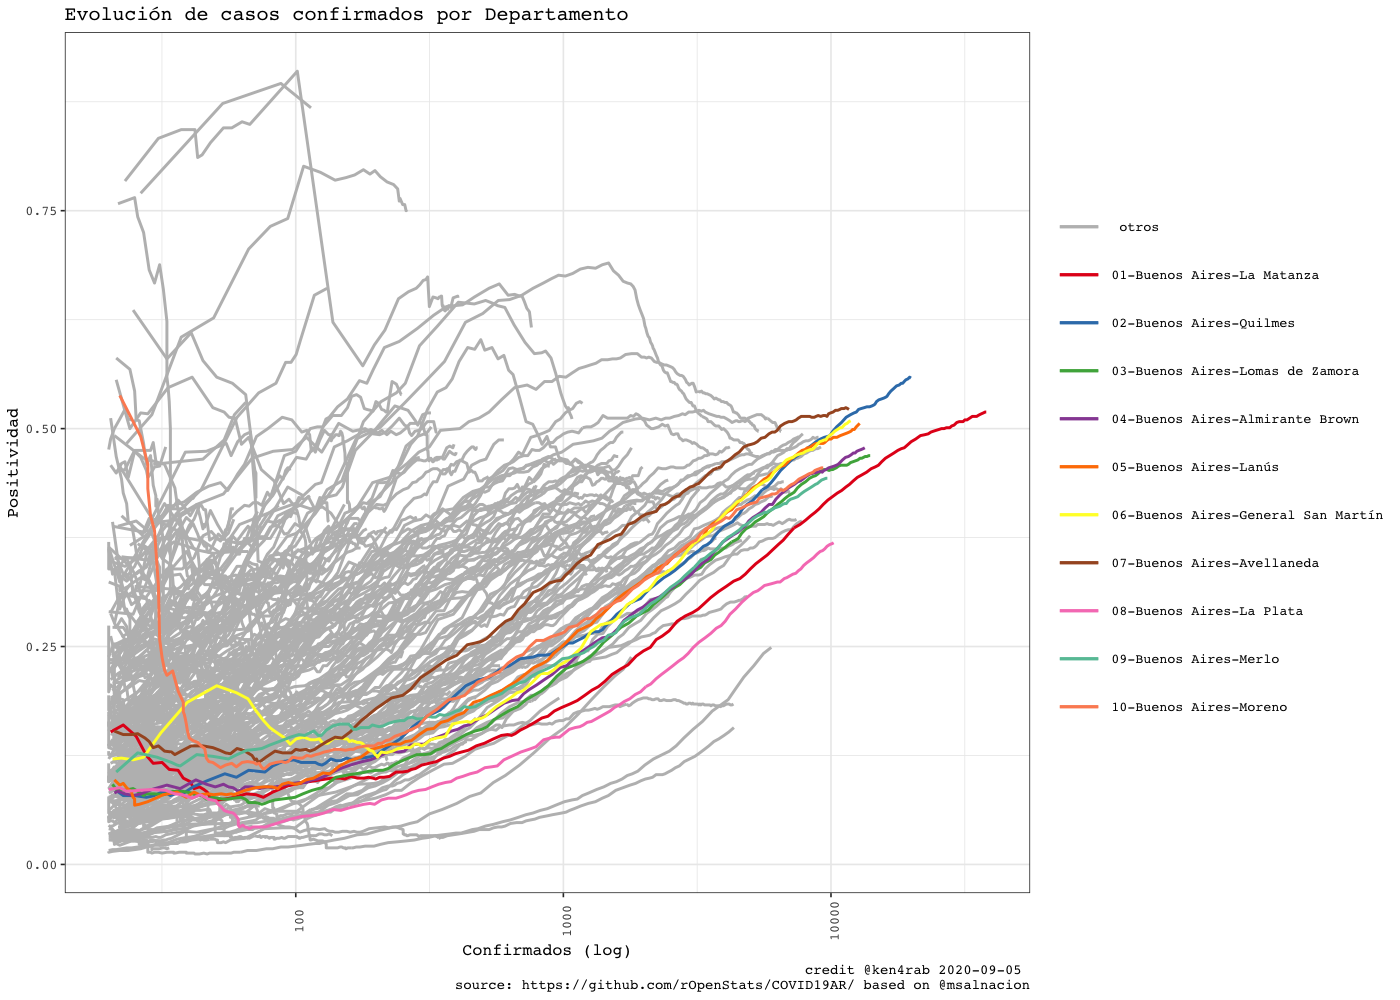 Evolución de casos confirmados por Departamento
Positividad
0.75
0.50
0.25
0.00
100
1000
10000
Confirmados (log)
otros
01-Buenos Aires-La Matanza
02-Buenos Aires-Quilmes
03-Buenos Aires-Lomas de Zamora
04-Buenos Aires-Almirante Brown
05-Buenos Aires-Lanús
06-Buenos Aires-General San Martín
07-Buenos Aires-Avellaneda
08-Buenos Aires-La Plata
09-Buenos Aires-Merlo
10-Buenos Aires-Moreno
credit @ken4rab 2020-09-05
source: https://github.com/rOpenStats/COVID19AR/ based on @msalnacion